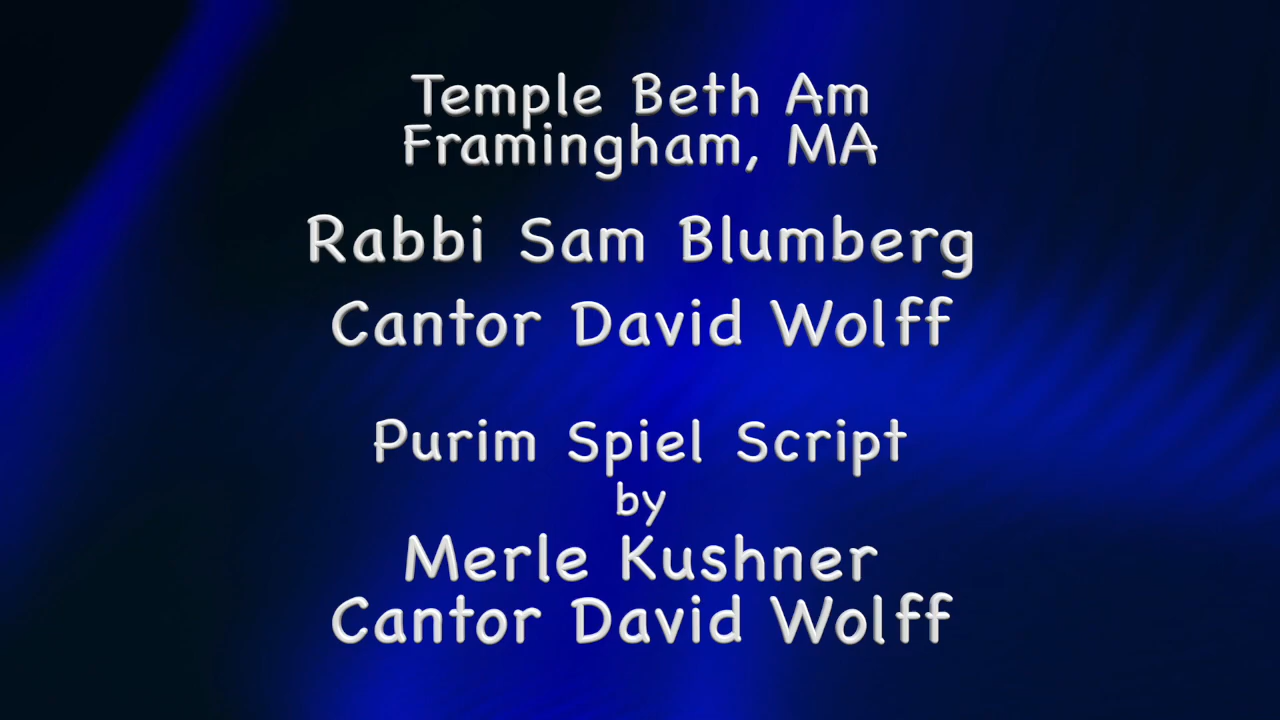 Temple Beth Am
Framingham, MA
Rabbi Sam Blumberg
Cantor David Wolff
Purim Spiel Script
by
Merle Kushner
Cantor David Wolff